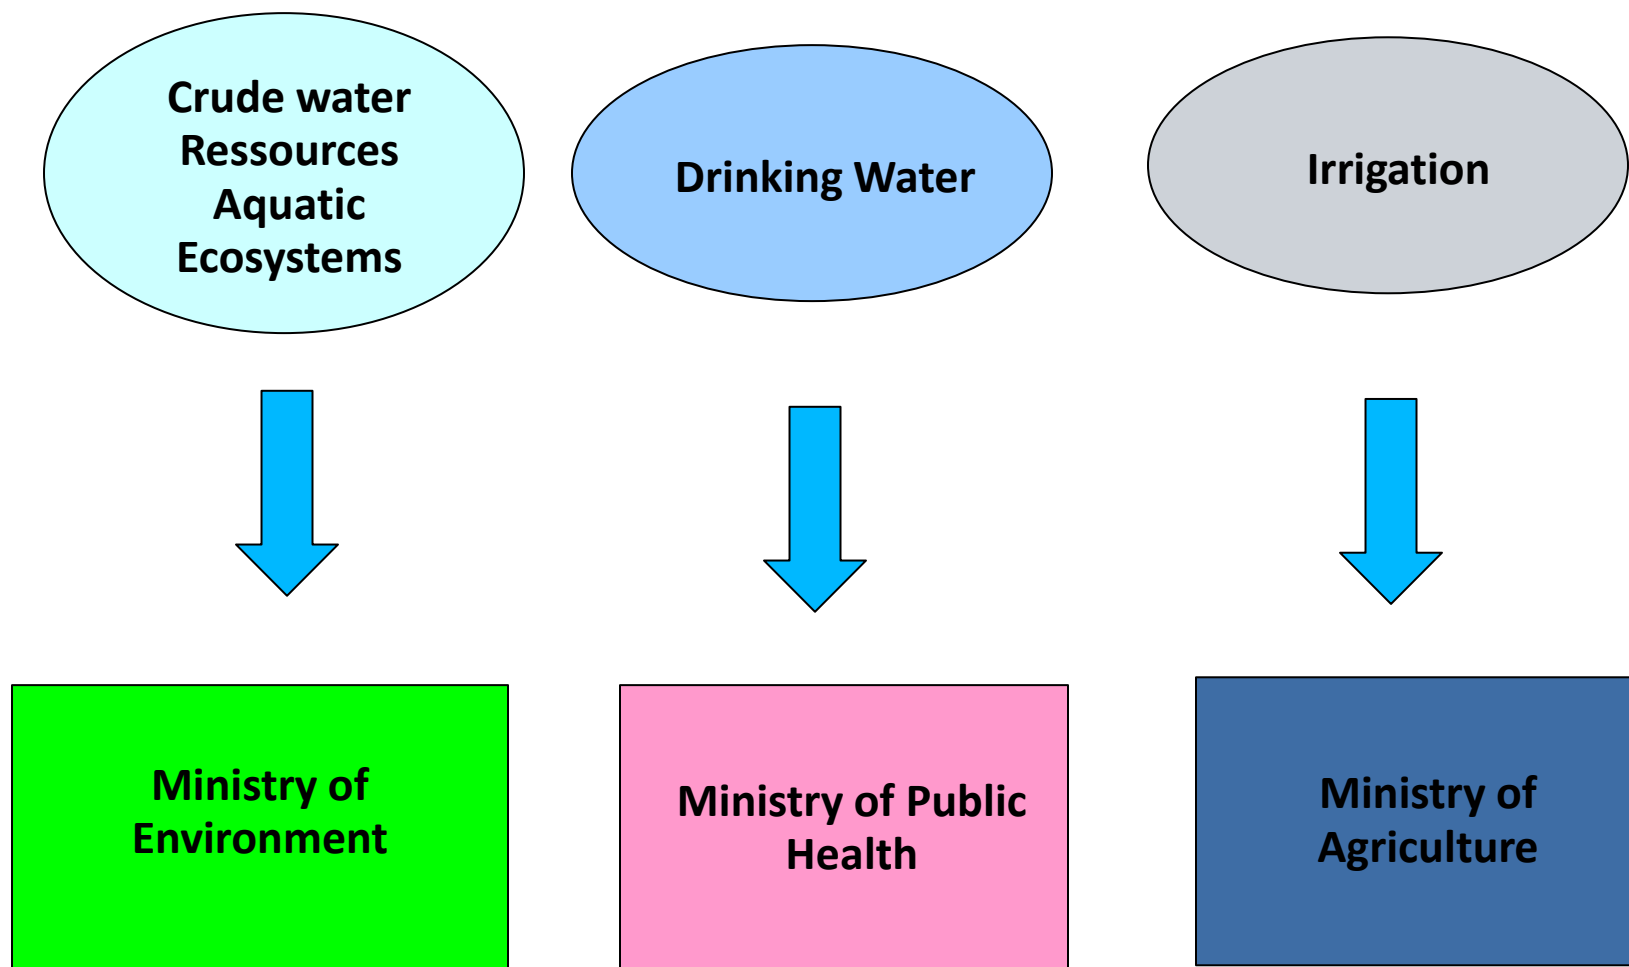 Crude water
Ressources
Aquatic
Ecosystems
Drinking Water
Irrigation
Ministry of
Environment
Ministry of Public
Health
Ministry of
Agriculture